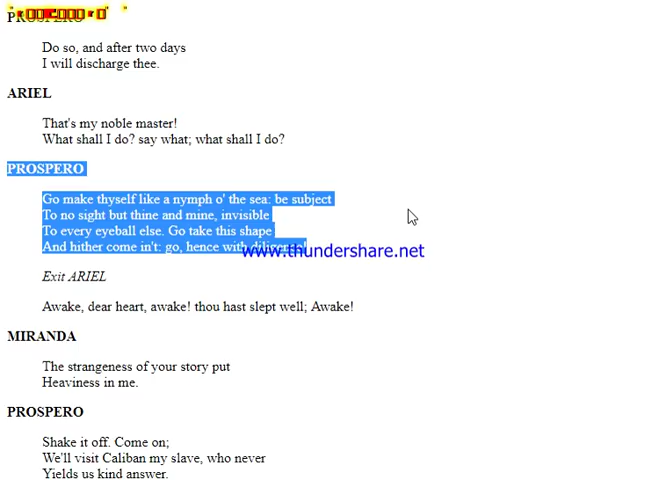 PROSPERO
Do so, and after two days
I will discharge thee.
ARIEL
That's my noble master!
What shall I do? say what; what shall I do?
PROSPERO
Go make thyself like a nymph o' the sea: be subject
To no sight but thine and mine, invisible
To every eyeball else. Go take this shape
And hither come in't: go, hence with diligence!
www.thundershare.net
Exit ARIEL
Awake, dear heart, awake! thou hast slept well; Awake!
MIRANDA
The strangeness of your story put
Heaviness in me.
PROSPERO
Shake it off. Come on;
We'll visit Caliban my slave, who never
Yields us kind answer.